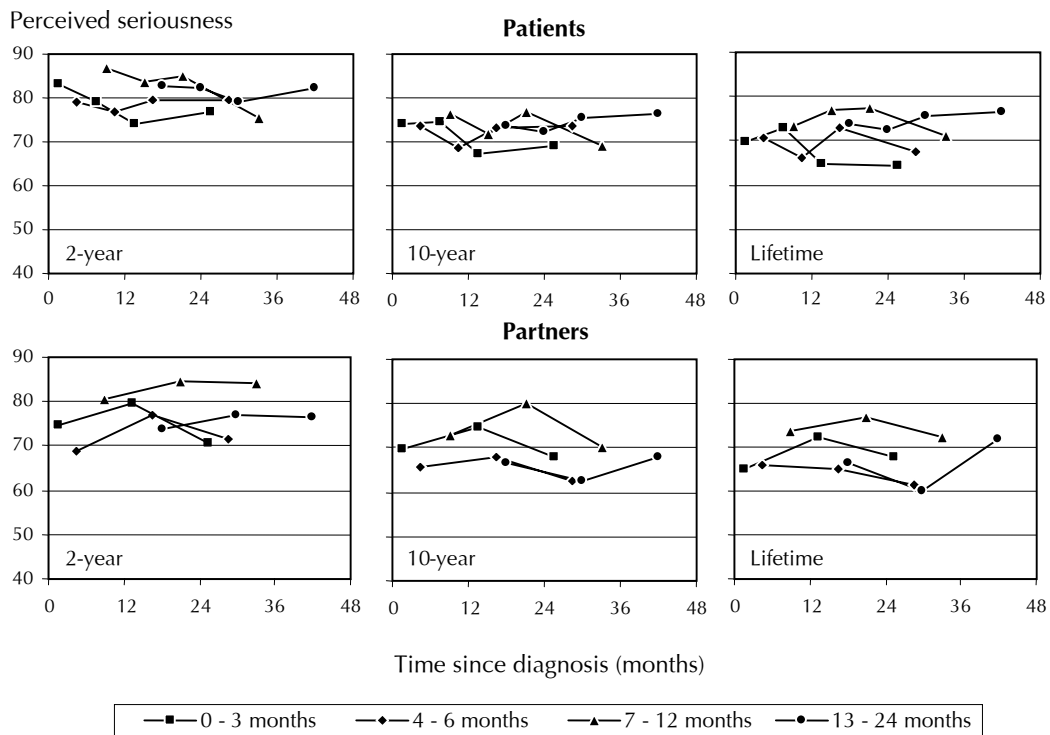 Perceived seriousness
Patients
90
80
70
60
50
40
2-year
10-year
Lifetime
0 12 24 36 48
0 12 24 36 48
0 12 24 36 48
Partners
90
80
70
60
50
40
2-year
10-year
Lifetime
0 12 24 36 48
0 12 24 36 48
0 12 24 36 48
Time since diagnosis (months)
0 - 3 months 4 - 6 months 7 - 12 months 13 - 24 months